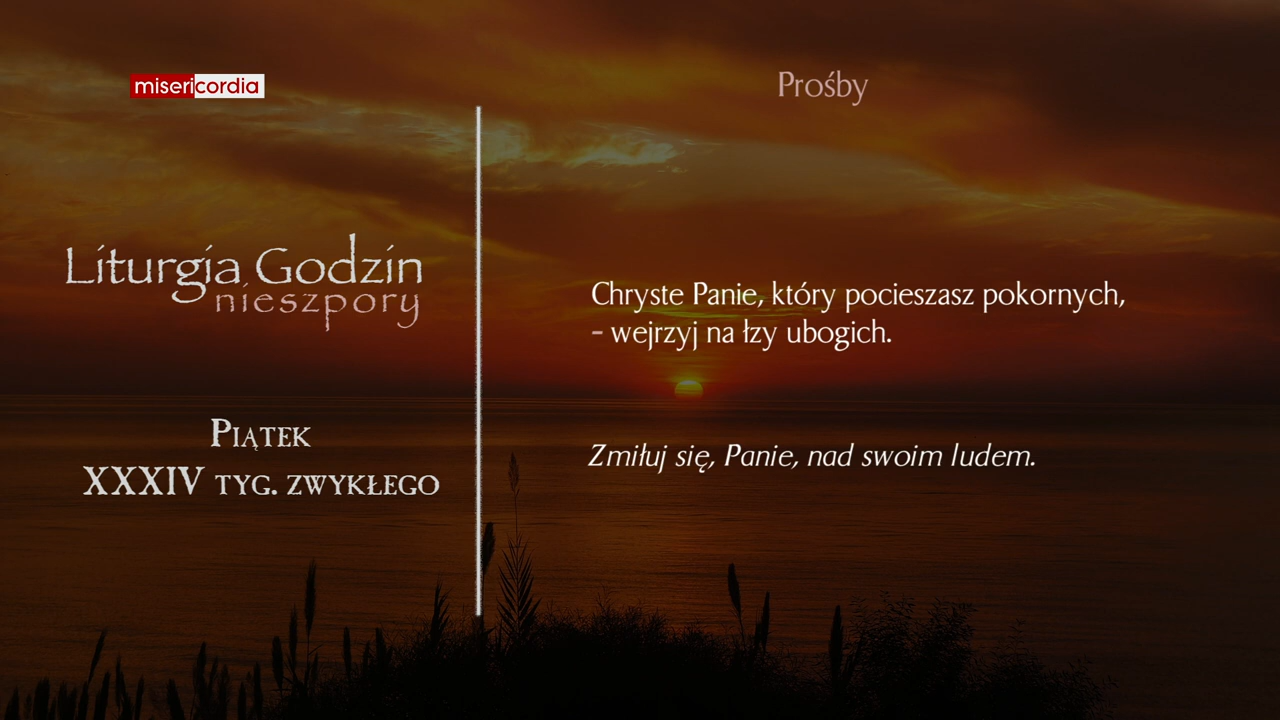 misericordia
Prośby
Liturgia Godzin
nieszpory
Chryste Panie, który pocieszasz pokornych,
– wejrzyj na łzy ubogich.
Piątek
XXXIV tyg. zwykłego
Zmiłuj się, Panie, nad swoim ludem.